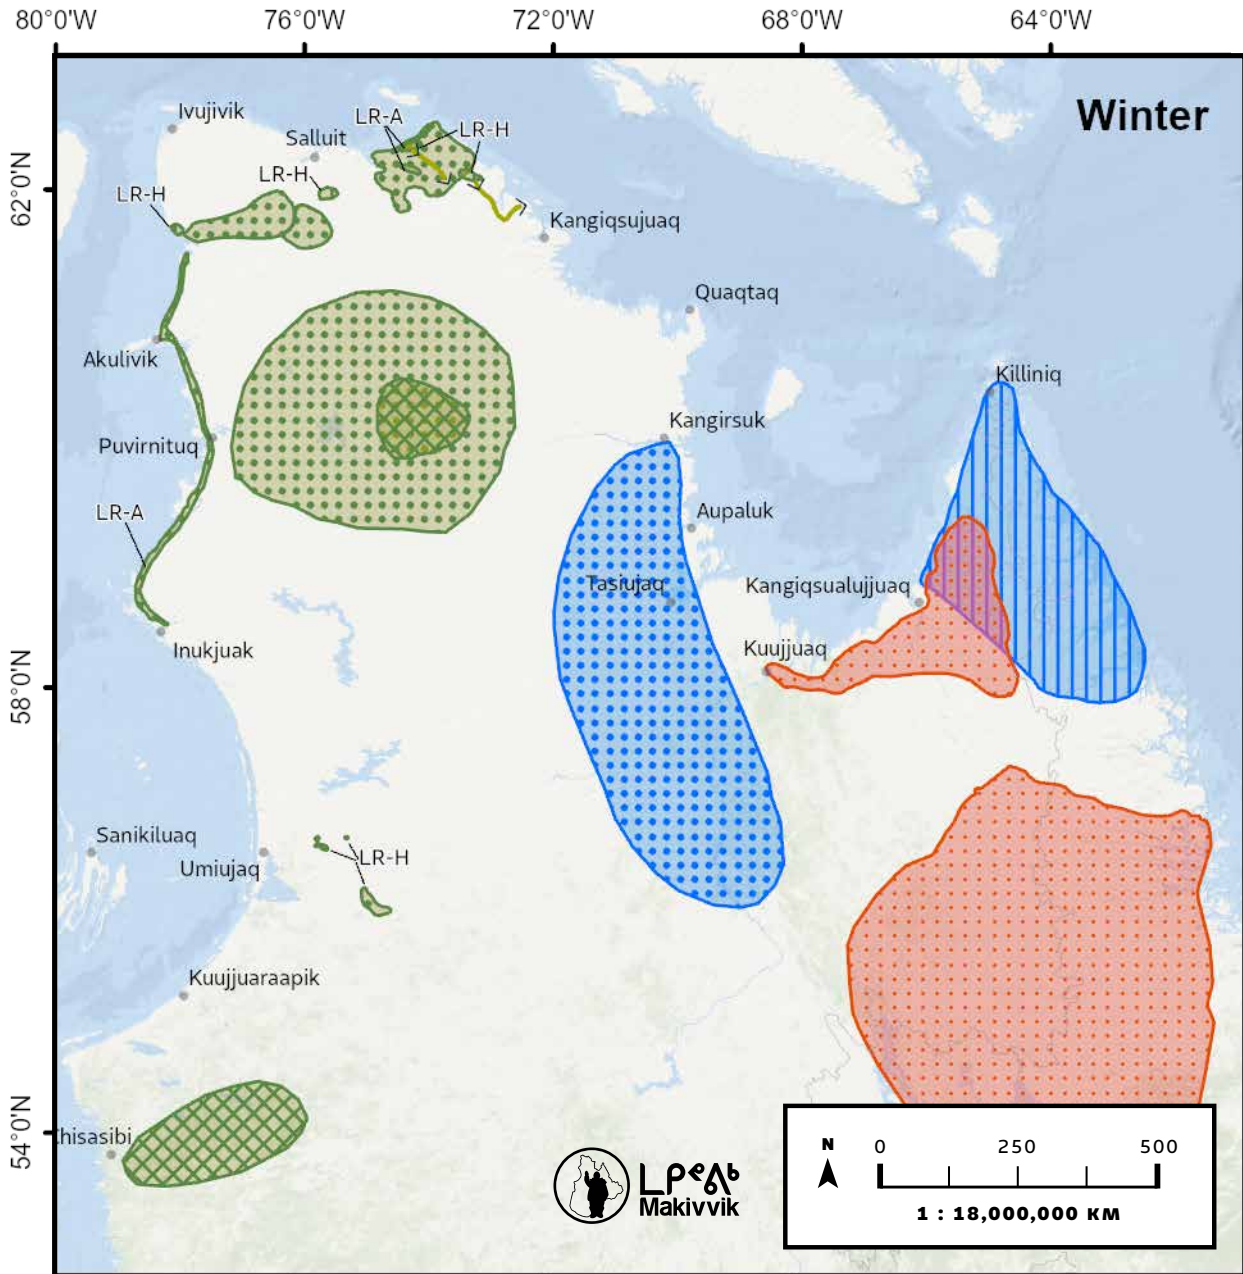 80°0'W
76°0'W
72°0'W
68°0'W
64°0'W
Winter
62°0'N
58°0'N
54°0'N
Ivujivik
LR-A
LR-H
Salluit
LR-H
LR-H
Kangiqsujuaq
Quaqtaq
Akulivik
Killiniq
Kangirsuk
Puvirnituq
LR-A
Aupaluk
Tasiujaq
Kangiqsualujjuaq
Inukjuak
Kuujjuaq
Sanikiluaq
Umiujaq
LR-H
Kuujjuaraapik
hisasibi
ᒪᑭᕝᕕᒃ
Makivvik
N
0 250 500
1 : 18,000,000 KM